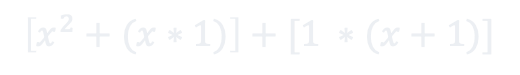 [x² + (x * 1)] + [1 * (x + 1)]